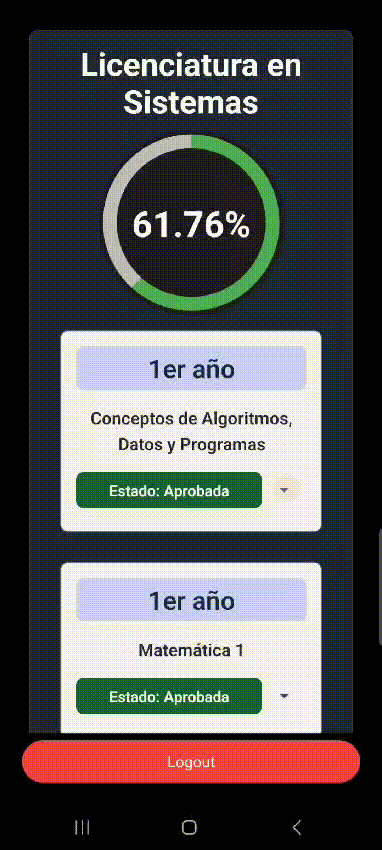 Licenciatura en
Sistemas
61.76%
1er año
Conceptos de Algoritmos,
Datos y Programas
Estado: Aprobada
1er año
Matemática 1
Estado: Aprobada
Logout